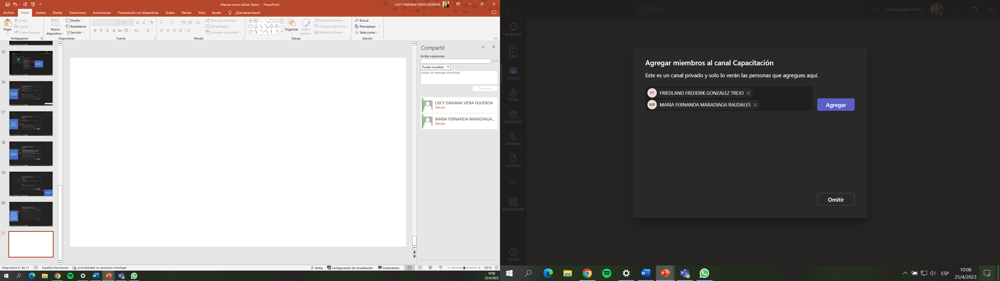 Manual como utilizar Teams - PowerPoint
LISCY DARIANA VIERA FIGUEROA
Archivo Inicio Insertar Diseño Transiciones Animaciones Presentación con diapositivas Grabar Revisar Vista Ayuda ¿Qué desea hacer?
Pegar
Cortar
Copiar
Copiar formato
Portapapeles
Nueva
diapositiva
Diseño
Restablecer
Sección
Diapositivas
18
N K S S abc AV Aa A
Fuente
Dirección del texto
Alinear texto
Convertir a SmartArt
Párrafo
Organizar
Estilos
rápidos
Relleno de forma
Contorno de forma
Efectos de forma
Dibujo
Buscar
Reemplazar
Seleccionar
Edición
15
16
17
18
19
20
21
Compartir
Invitar a personas
Puede visualizar
Incluir un mensaje (opcional)
Compartir
LISCY DARIANA VIERA FIGUEROA
Edición
MARIA FERNANDA MARADIAGA...
Edición
Diapositiva 21 de 21 Español (Honduras) Accesibilidad: es necesario investigar
Notas Configuración de visualización Comentarios 102 %
10:08
25/4/2023
Buscar
Universidad Naci...
Actividad
Chat
Equipos
Tareas
Calendario
Llamadas
Archivos
Aplicaciones
Ayuda
Agregar miembros al canal Capacitación
Este es un canal privado y solo lo verán las personas que agregues aquí.
FT FRIEDLAND FREDERIK GONZALEZ TREJO
MR MARIA FERNANDA MARADIAGA RAUDALES
Agregar
Omitir
ESP
10:08
25/4/2023